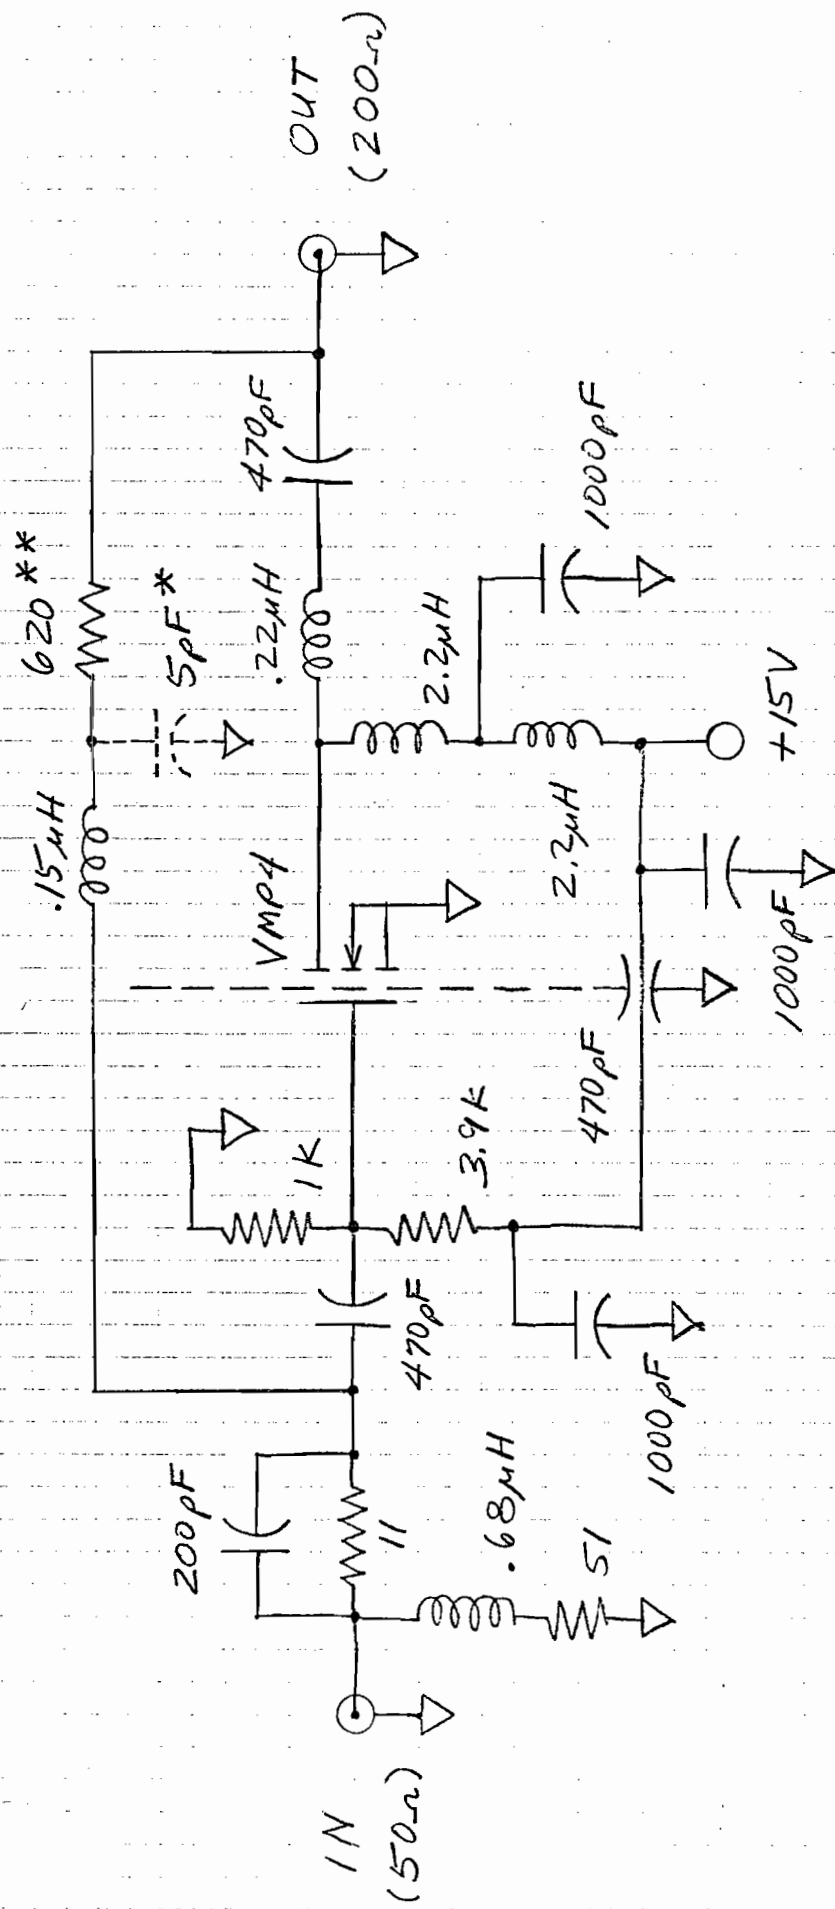 620**
.15µH
5pF*
OUT
(200Ω)
.22µH
470pF
VMP4
2.2µH
1000pF
2.2µH
+15V
1000pF
470pF
1K
3.9K
470pF
1000pF
200pF
11
.68µH
51
IN
(50Ω)